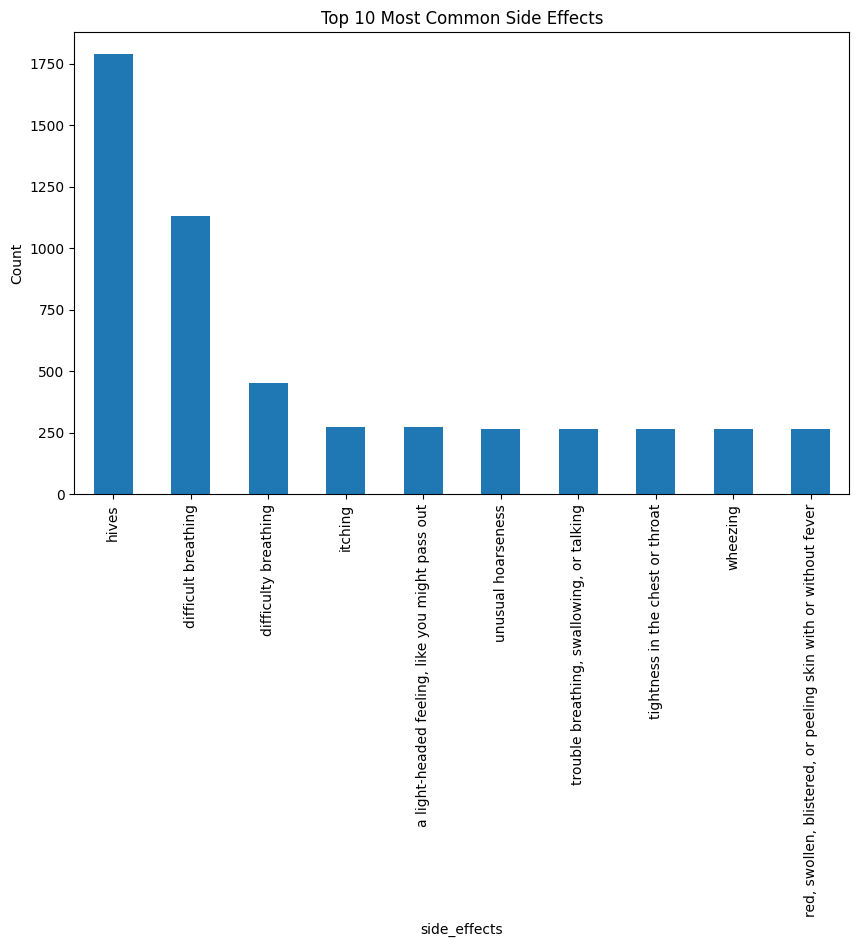 Top 10 Most Common Side Effects
Count
1750
1500
1250
1000
750
500
250
0
hives
difficult breathing
difficulty breathing
itching
a light-headed feeling, like you might pass out
unusual hoarseness
trouble breathing, swallowing, or talking
tightness in the chest or throat
wheezing
red, swollen, blistered, or peeling skin with or without fever
side_effects